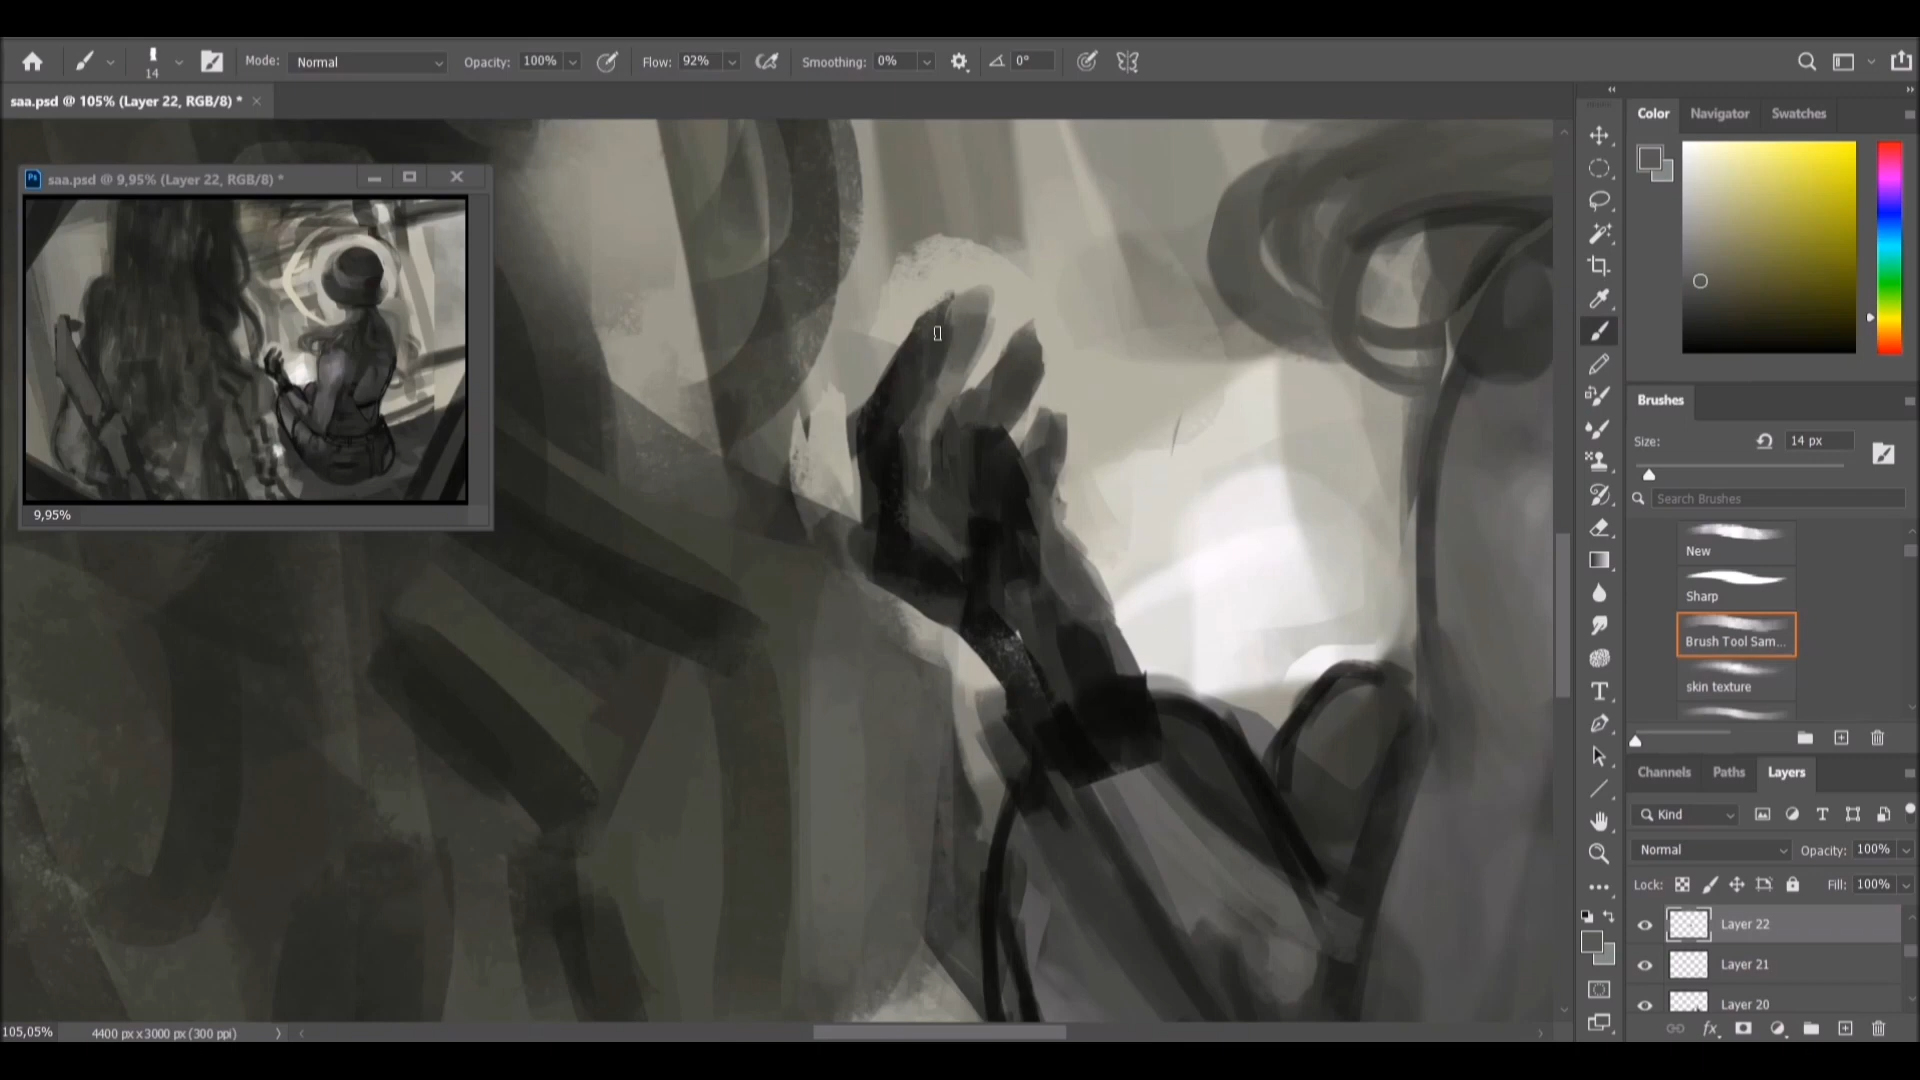 14
Mode: Normal
Opacity: 100%
Flow: 92%
Smoothing: 0%
0°
saa.psd @ 105% (Layer 22, RGB/8) *
Ps saa.psd @ 9,95% (Layer 22, RGB/8) *
9,95%
Color Navigator Swatches
Brushes
Size: 14 px
Search Brushes
New
Sharp
Brush Tool Sam...
skin texture
Channels Paths Layers
Kind
Normal Opacity: 100%
Lock: Fill: 100%
Layer 22
Layer 21
Layer 20
fx
105,05% 4400 px x 3000 px (300 ppi)